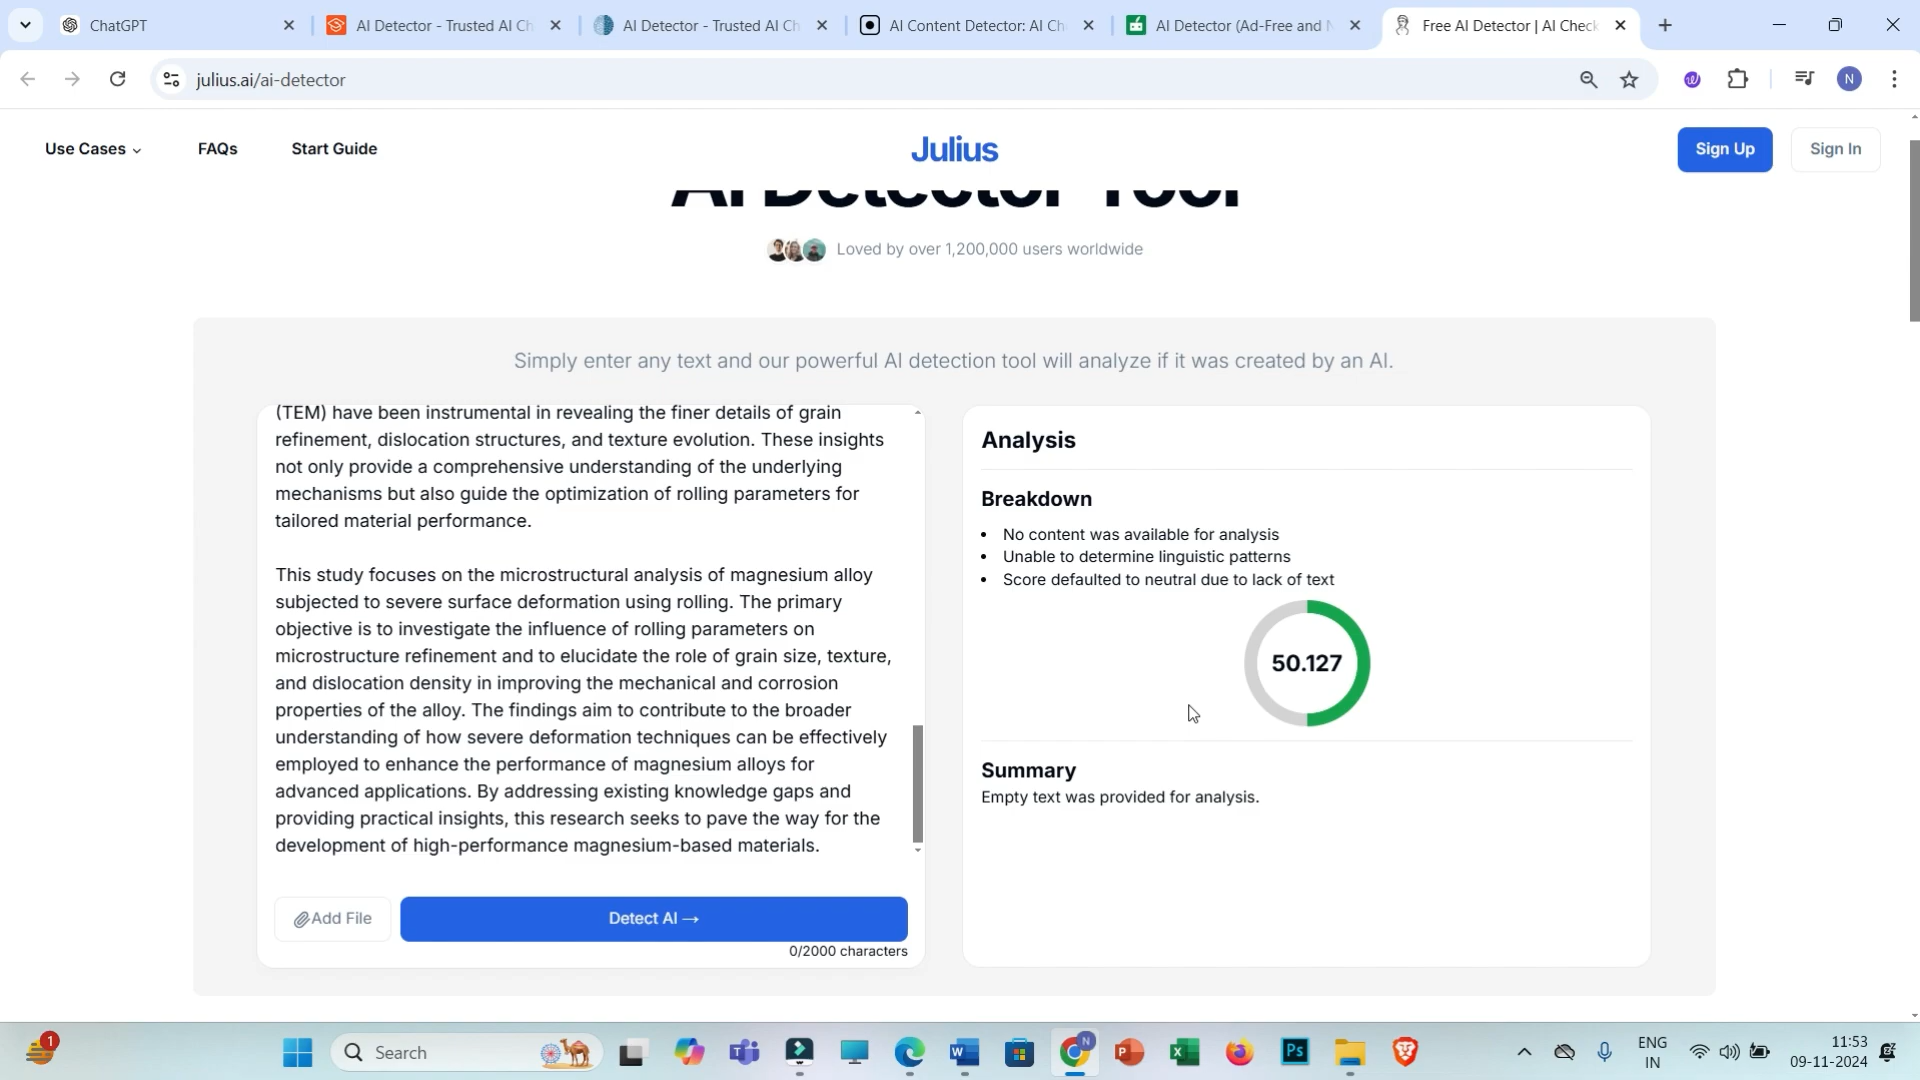 ChatGPT
AI Detector - Trusted AI Ch
AI Detector - Trusted AI Ch
AI Content Detector: AI Ch
AI Detector (Ad-Free and N
Free AI Detector | AI Check
julius.ai/ai-detector
N
Use Cases
FAQs
Start Guide
Julius
Sign Up
Sign In
AI Detector Tool
Loved by over 1,200,000 users worldwide
Simply enter any text and our powerful AI detection tool will analyze if it was created by an AI.
(TEM) have been instrumental in revealing the finer details of grain
refinement, dislocation structures, and texture evolution. These insights
not only provide a comprehensive understanding of the underlying
mechanisms but also guide the optimization of rolling parameters for
tailored material performance.
This study focuses on the microstructural analysis of magnesium alloy
subjected to severe surface deformation using rolling. The primary
objective is to investigate the influence of rolling parameters on
microstructure refinement and to elucidate the role of grain size, texture,
and dislocation density in improving the mechanical and corrosion
properties of the alloy. The findings aim to contribute to the broader
understanding of how severe deformation techniques can be effectively
employed to enhance the performance of magnesium alloys for
advanced applications. By addressing existing knowledge gaps and
providing practical insights, this research seeks to pave the way for the
development of high-performance magnesium-based materials.
Add File
Detect AI →
0/2000 characters
Analysis
Breakdown
• No content was available for analysis
• Unable to determine linguistic patterns
• Score defaulted to neutral due to lack of text
50.127
Summary
Empty text was provided for analysis.
1
Search
N
Ps
ENG
IN
11:53
09-11-2024